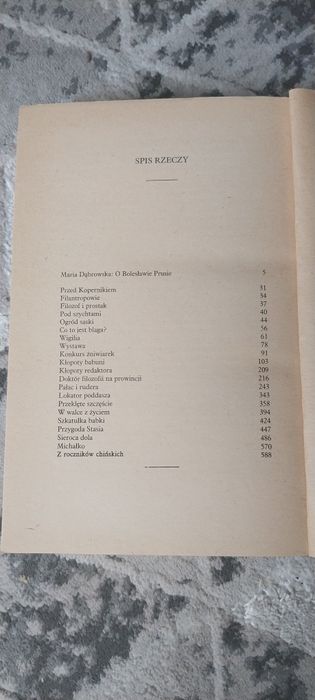 SPIS RZECZY
Maria Dąbrowska: O Bolesławie Prusie 5
Przed Kopernikiem 31
Filantropowie 34
Filozof i prostak 37
Pod szychtami 40
Ogród saski 44
Co to jest blaga? 56
Wigilia 61
Wystawa 78
Konkurs żniwiarek 91
Kłopoty babuni 103
Kłopoty redaktora 209
Doktór filozofii na prowincji 216
Pałac i rudera 243
Lokator poddasza 343
Przeklęte szczęście 358
W walce z życiem 394
Szkatułka babki 424
Przygoda Stasia 447
Sieroca dola 486
Michałko 570
Z roczników chińskich 588